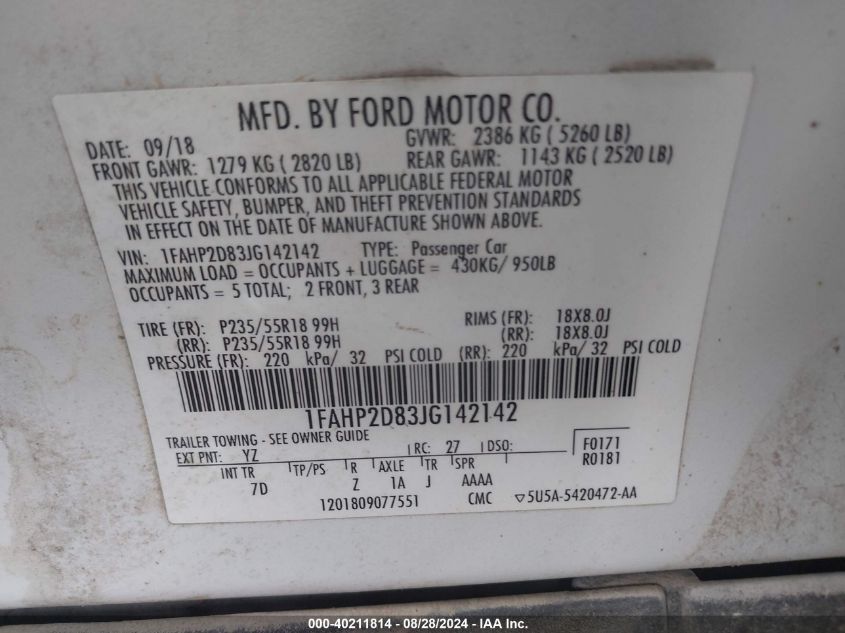 MFD. BY FORD MOTOR CO.
DATE: 09/18 GVWR: 2386 KG ( 5260 LB)
FRONT GAWR: 1279 KG ( 2820 LB) REAR GAWR: 1143 KG ( 2520 LB)
THIS VEHICLE CONFORMS TO ALL APPLICABLE FEDERAL MOTOR
VEHICLE SAFETY, BUMPER, AND THEFT PREVENTION STANDARDS
IN EFFECT ON THE DATE OF MANUFACTURE SHOWN ABOVE.
VIN: 1FAHP2D83JG142142 TYPE: Passenger Car
MAXIMUM LOAD = OCCUPANTS + LUGGAGE = 430KG/ 950LB
OCCUPANTS = 5 TOTAL; 2 FRONT, 3 REAR
TIRE (FR): P235/55R18 99H RIMS (FR): 18X8.0J
(RR): P235/55R18 99H (RR): 18X8.0J
PRESSURE (FR): 220 kPa/ 32 PSI COLD (RR): 220 kPa/ 32 PSI COLD
1FAHP2D83JG142142
TRAILER TOWING - SEE OWNER GUIDE
EXT PNT: YZ RC: 27 DSO: F0171
R0181
INT TR TP/PS R AXLE TR SPR
7D Z 1A J AAAA
1201809077551 CMC ▽5U5A-5420472-AA
000-40211814 - 08/28/2024 - IAA Inc.